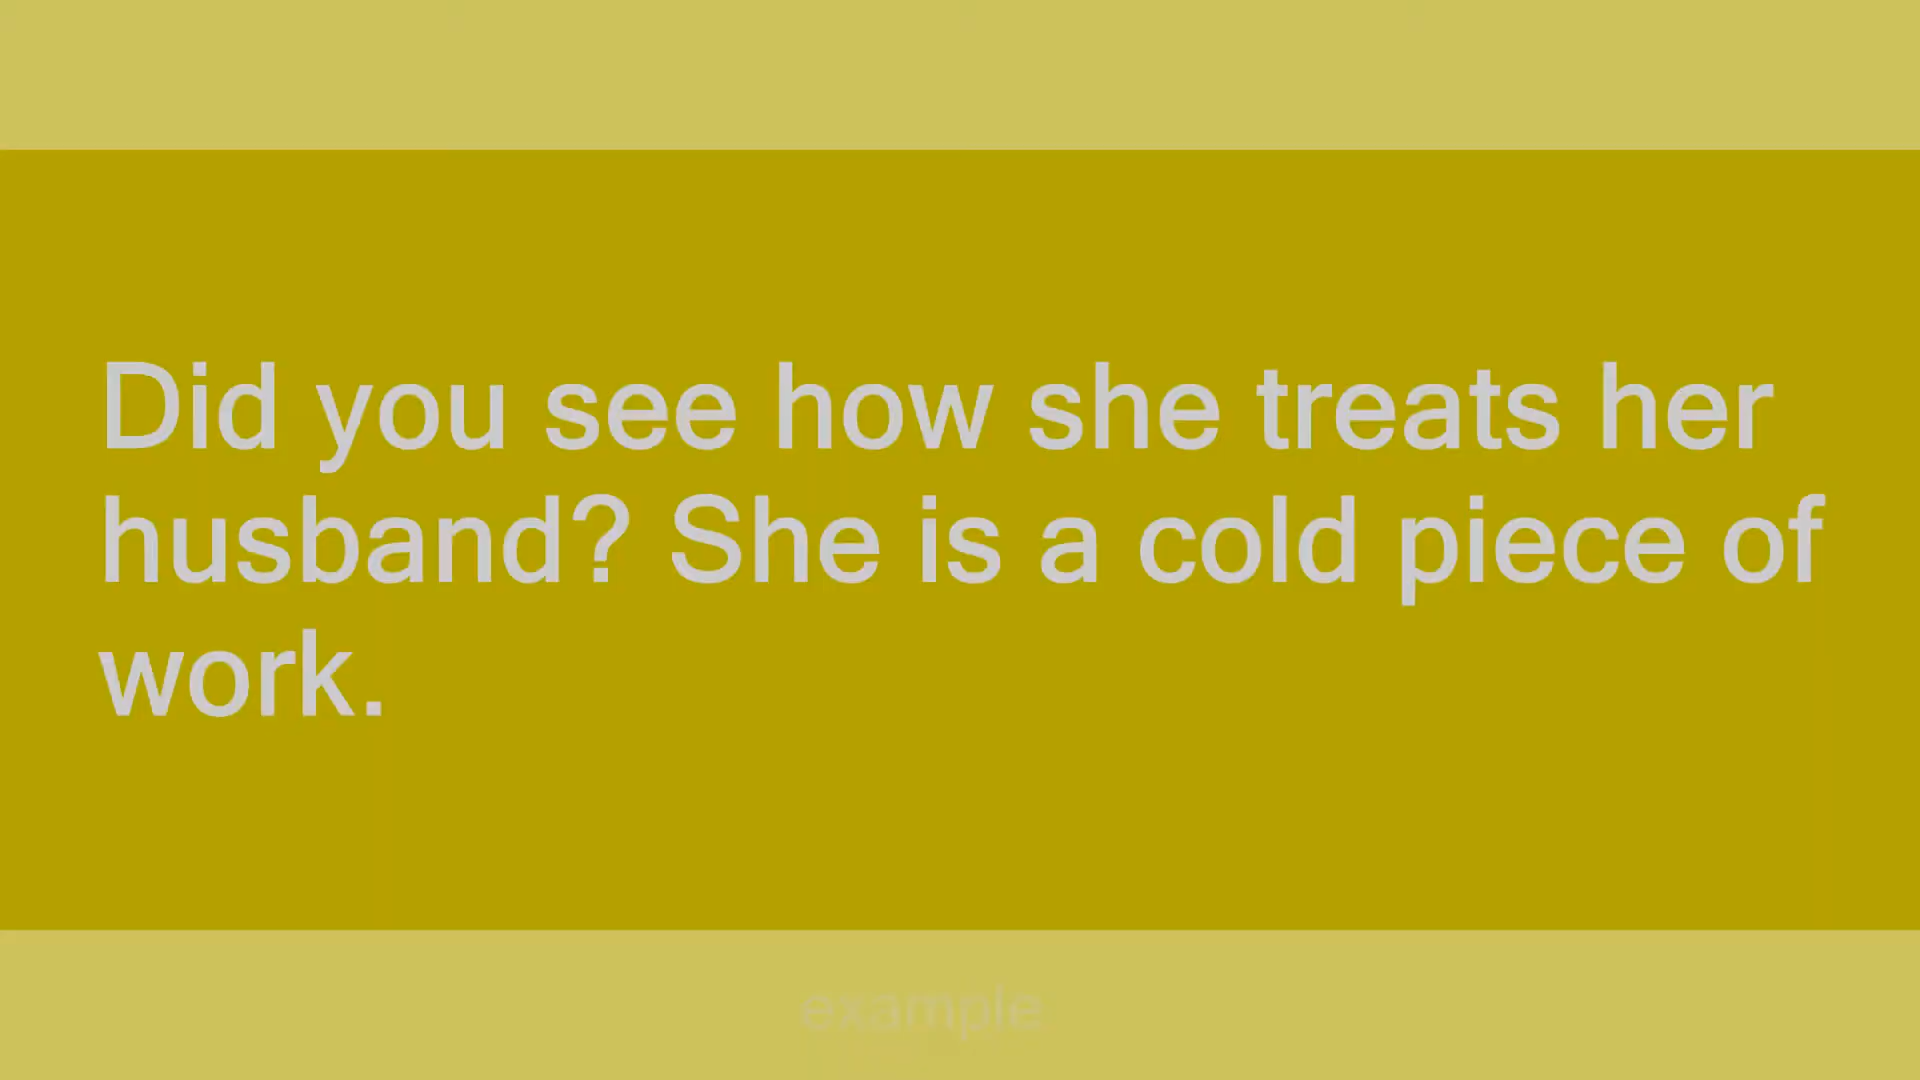 Did you see how she treats her
husband? She is a cold piece of
work.
example